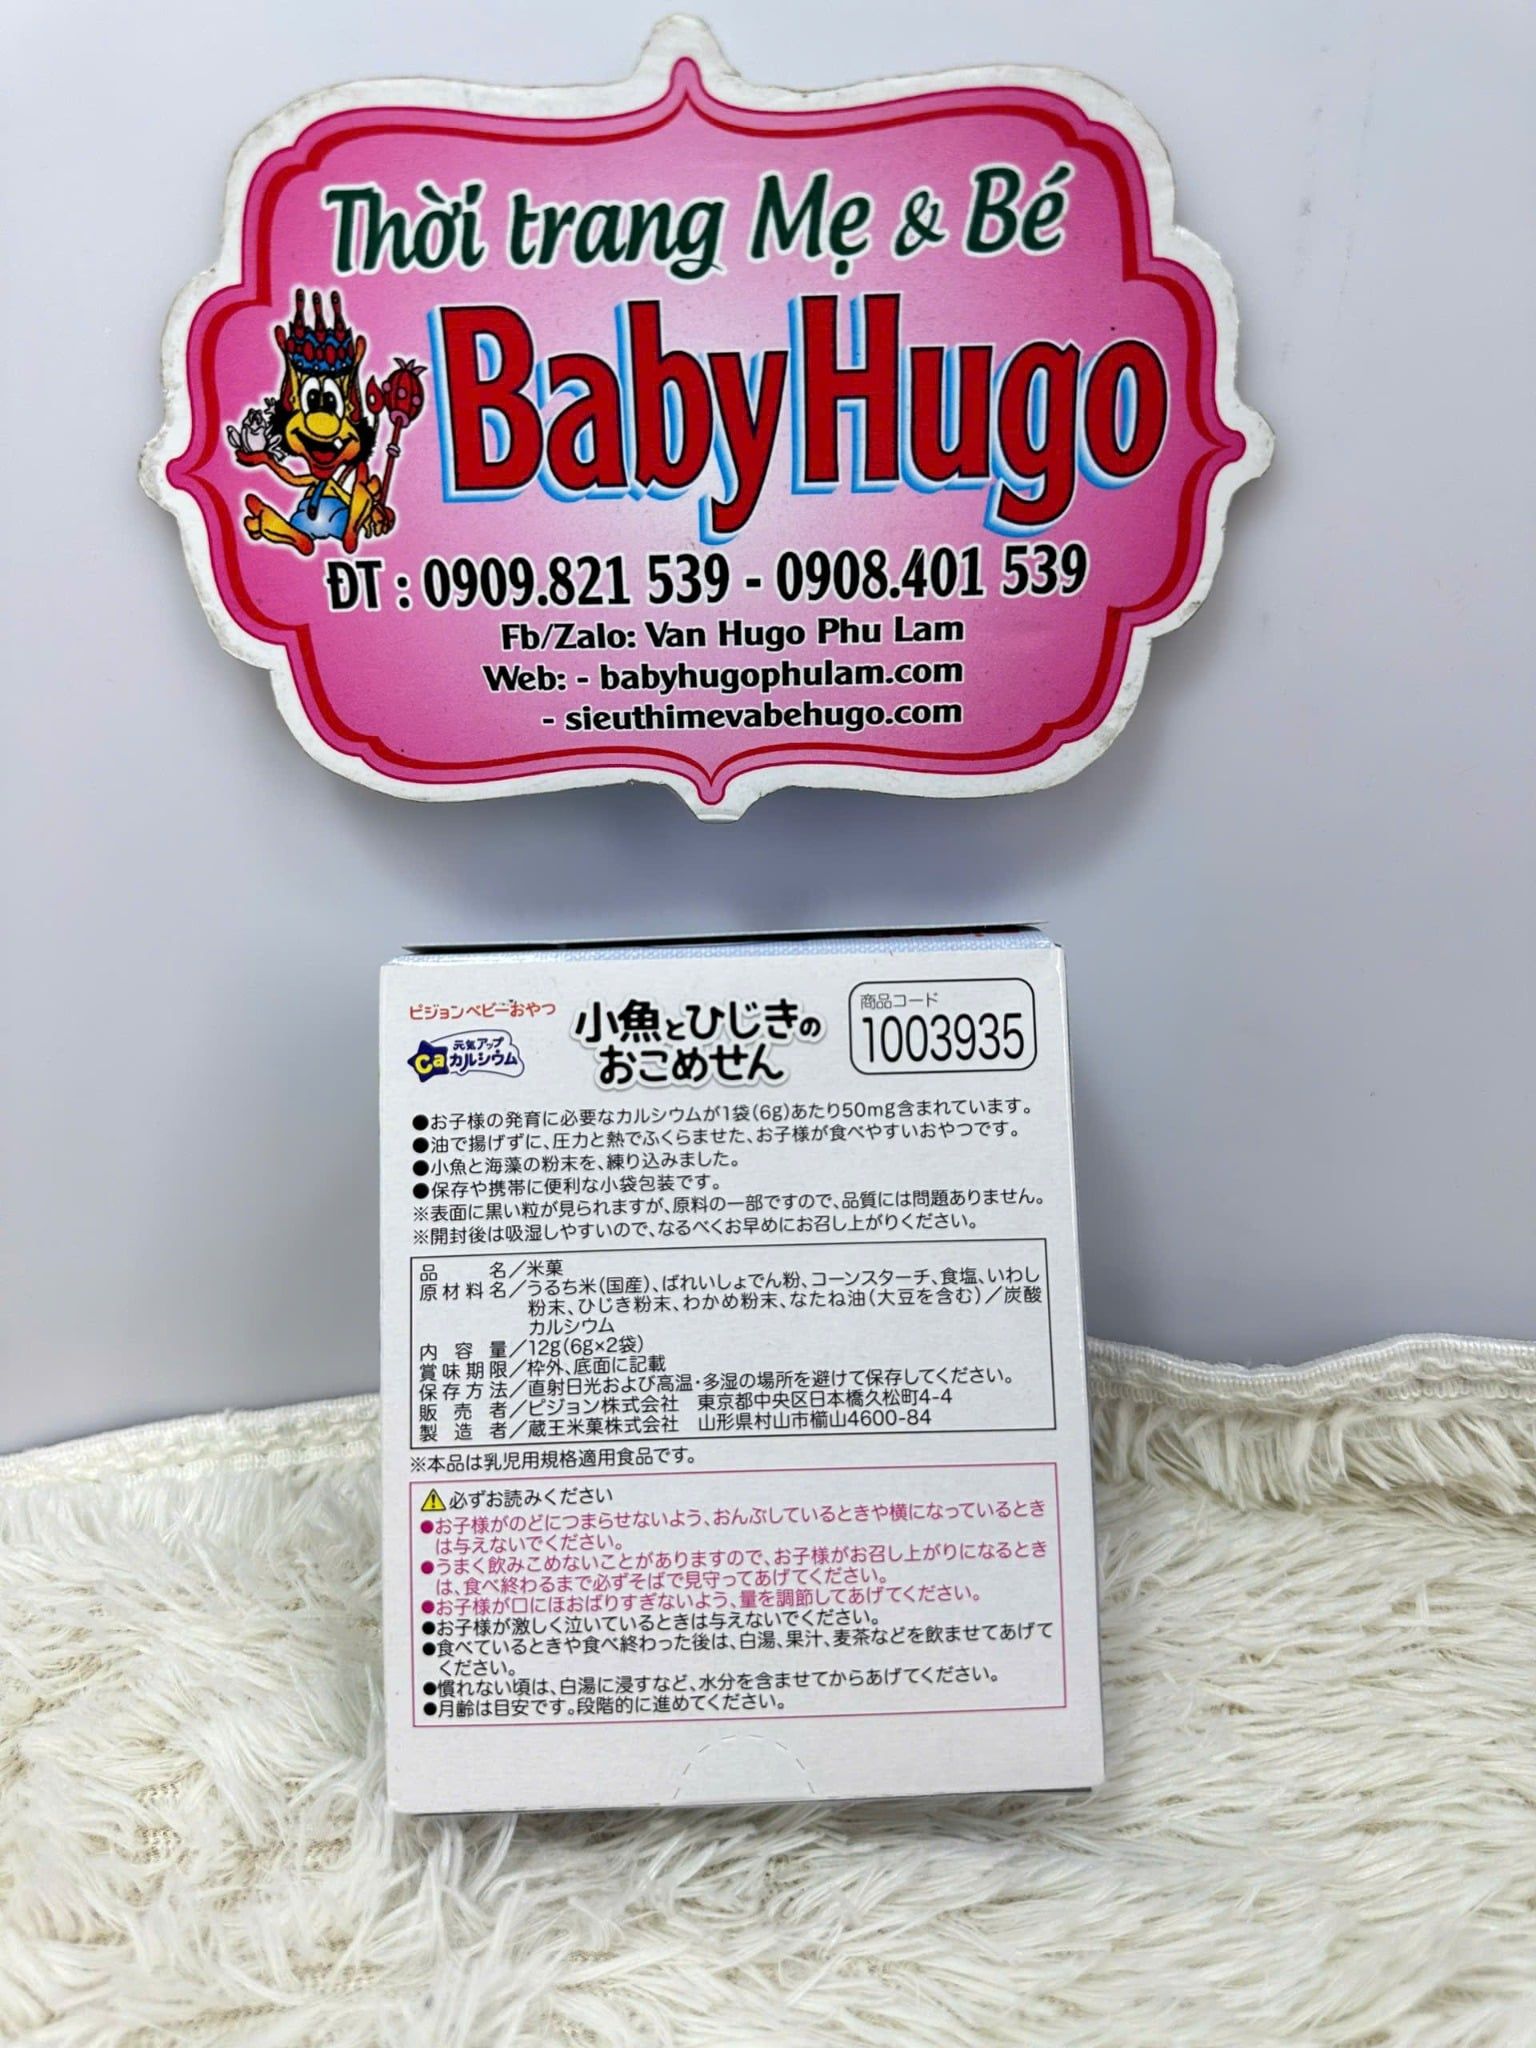 Thời trang Mẹ & Bé
BabyHugo
ĐT : 0909.821 539 - 0908.401 539
Fb/Zalo: Van Hugo Phu Lam
Web: - babyhugophulam.com
- sieuthimevabehugo.com
ピジョンベビーおやつ
元気アップ
Ca カルシウム
小魚とひじきの
おこめせん
商品コード
1003935
●お子様の発育に必要なカルシウムが1袋(6g)あたり50mg含まれています。
●油で揚げずに、圧力と熱でふくらませた、お子様が食べやすいおやつです。
●小魚と海藻の粉末を、練り込みました。
●保存や携帯に便利な小袋包装です。
※表面に黒い粒が見られますが、原料の一部ですので、品質には問題ありません。
※開封後は吸湿しやすいので、なるべくお早めにお召し上がりください。
品名/米菓
原材料名/うるち米(国産)、ばれいしょでん粉、コーンスターチ、食塩、いわし
粉末、ひじき粉末、わかめ粉末、なたね油(大豆を含む)/炭酸
カルシウム
内容量/12g(6g×2袋)
賞味期限/枠外、底面に記載
保存方法/直射日光および高温・多湿の場所を避けて保存してください。
販売者/ピジョン株式会社 東京都中央区日本橋久松町4-4
製造者/蔵王米菓株式会社 山形県村山市楯山4600-84
※本品は乳児用規格適用食品です。
必ずお読みください
●お子様がのどにつまらせないよう、おんぶしているときや横になっているとき
は与えないでください。
●うまく飲みこめないことがありますので、お子様がお召し上がりになるとき
は、食べ終わるまで必ずそばで見守ってあげてください。
●お子様が口にほおばりすぎないよう、量を調節してあげてください。
●お子様が激しく泣いているときは与えないでください。
●食べているときや食べ終わった後は、白湯、果汁、麦茶などを飲ませてあげて
ください。
●慣れない頃は、白湯に浸すなど、水分を含ませてからあげてください。
●月齢は目安です。段階的に進めてください。